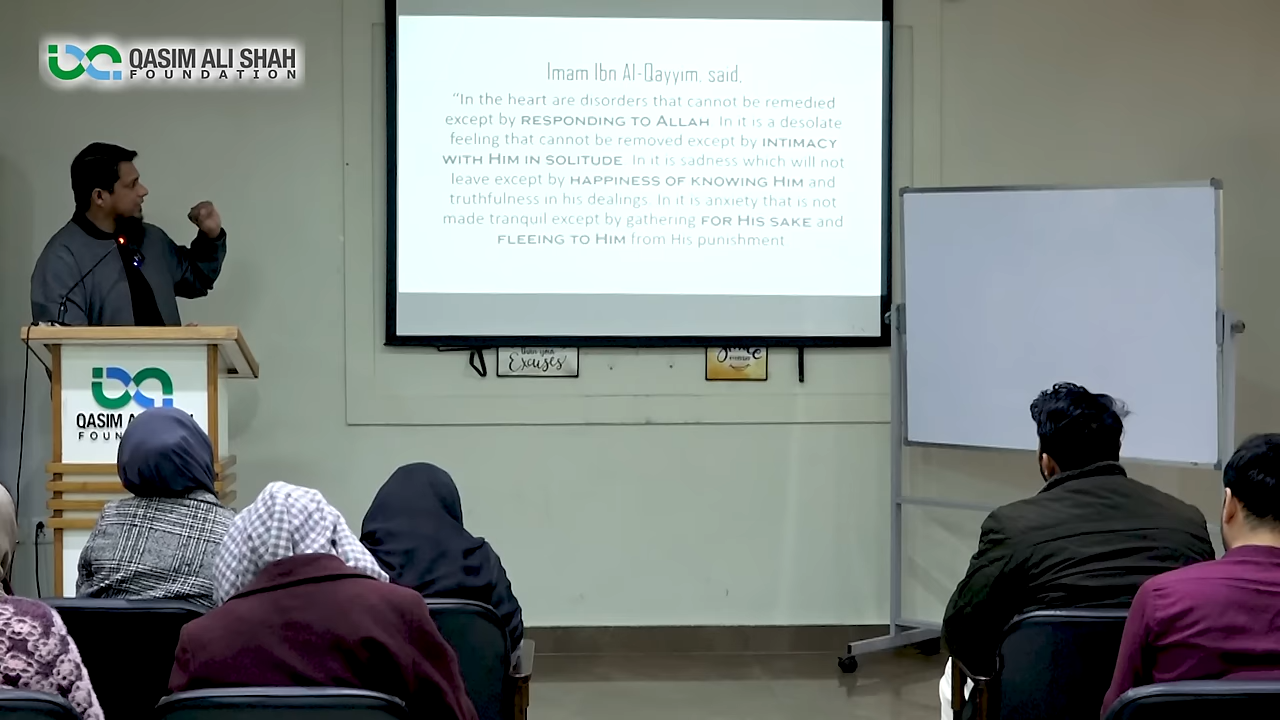 QASIM ALI SHAH
FOUNDATION
Imam Ibn Al-Qayyim, said,
“In the heart are disorders that cannot be remedied
except by RESPONDING TO ALLAH. In it is a desolate
feeling that cannot be removed except by INTIMACY
WITH HIM IN SOLITUDE. In it is sadness which will not
leave except by HAPPINESS OF KNOWING HIM and
truthfulness in his dealings. In it is anxiety that is not
made tranquil except by gathering FOR HIS SAKE and
FLEEING TO HIM from His punishment
Excuses
QASIM